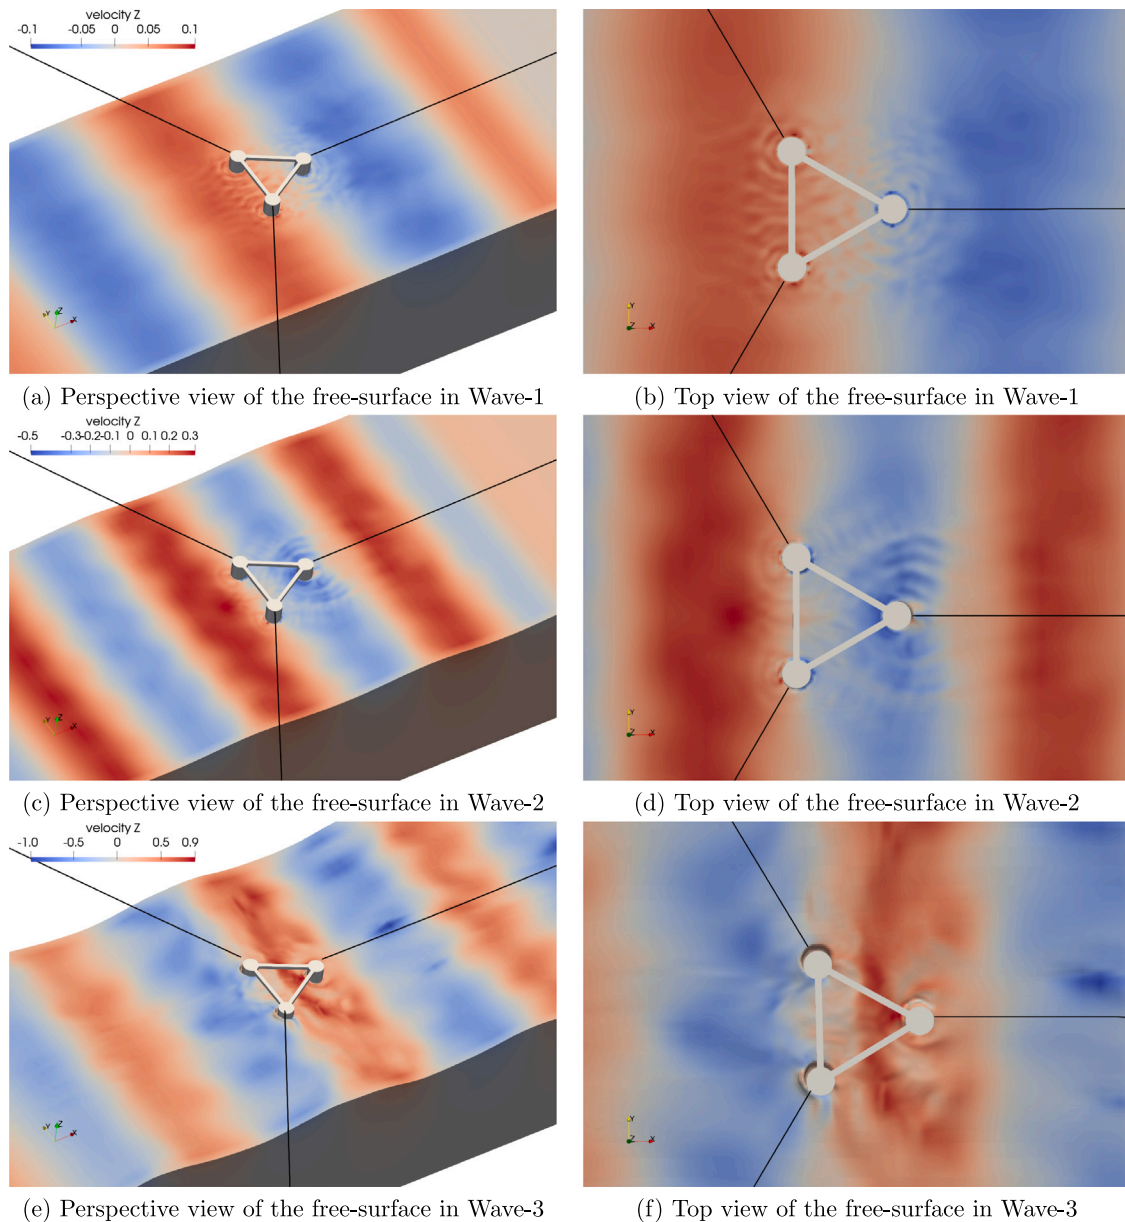 velocity Z
-0.1 -0.05 0 0.05 0.1
Y Z X
Y Z X
(a) Perspective view of the free-surface in Wave-1
(b) Top view of the free-surface in Wave-1
velocity Z
-0.5 -0.3 -0.2 -0.1 0 0.1 0.2 0.3
Y Z X
Y Z X
(c) Perspective view of the free-surface in Wave-2
(d) Top view of the free-surface in Wave-2
velocity Z
-1.0 -0.5 0 0.5 0.9
Y Z X
Y Z X
(e) Perspective view of the free-surface in Wave-3
(f) Top view of the free-surface in Wave-3